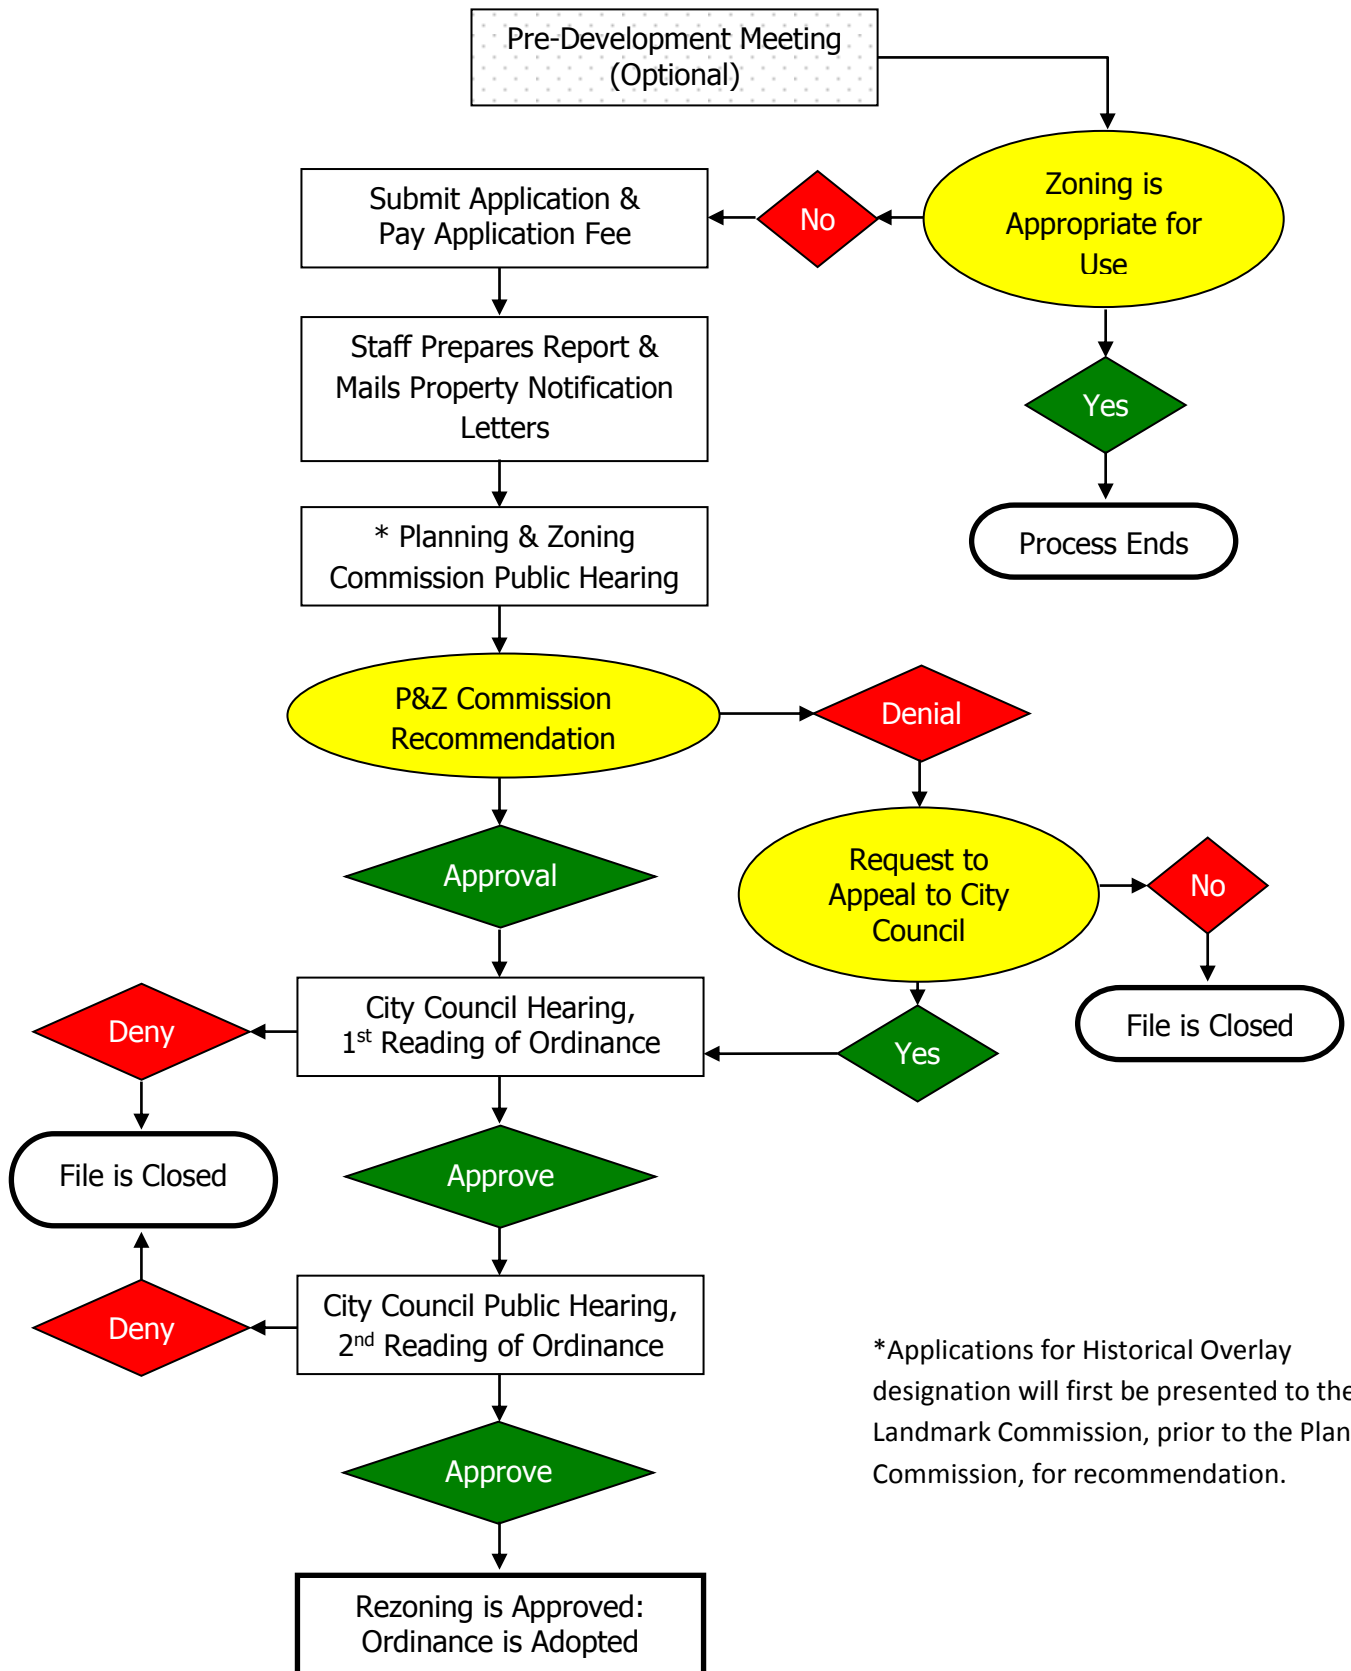 Pre-Development Meeting
(Optional)
Zoning is
Appropriate for
Use
No
Submit Application &
Pay Application Fee
Staff Prepares Report &
Mails Property Notification
Letters
Yes
Process Ends
* Planning & Zoning
Commission Public Hearing
P&Z Commission
Recommendation
Denial
Approval
Request to
Appeal to City
Council
No
File is Closed
Yes
City Council Hearing,
1st Reading of Ordinance
Deny
File is Closed
Approve
City Council Public Hearing,
2nd Reading of Ordinance
Deny
Approve
*Applications for Historical Overlay
designation will first be presented to the
Landmark Commission, prior to the Plan
Commission, for recommendation.
Rezoning is Approved:
Ordinance is Adopted